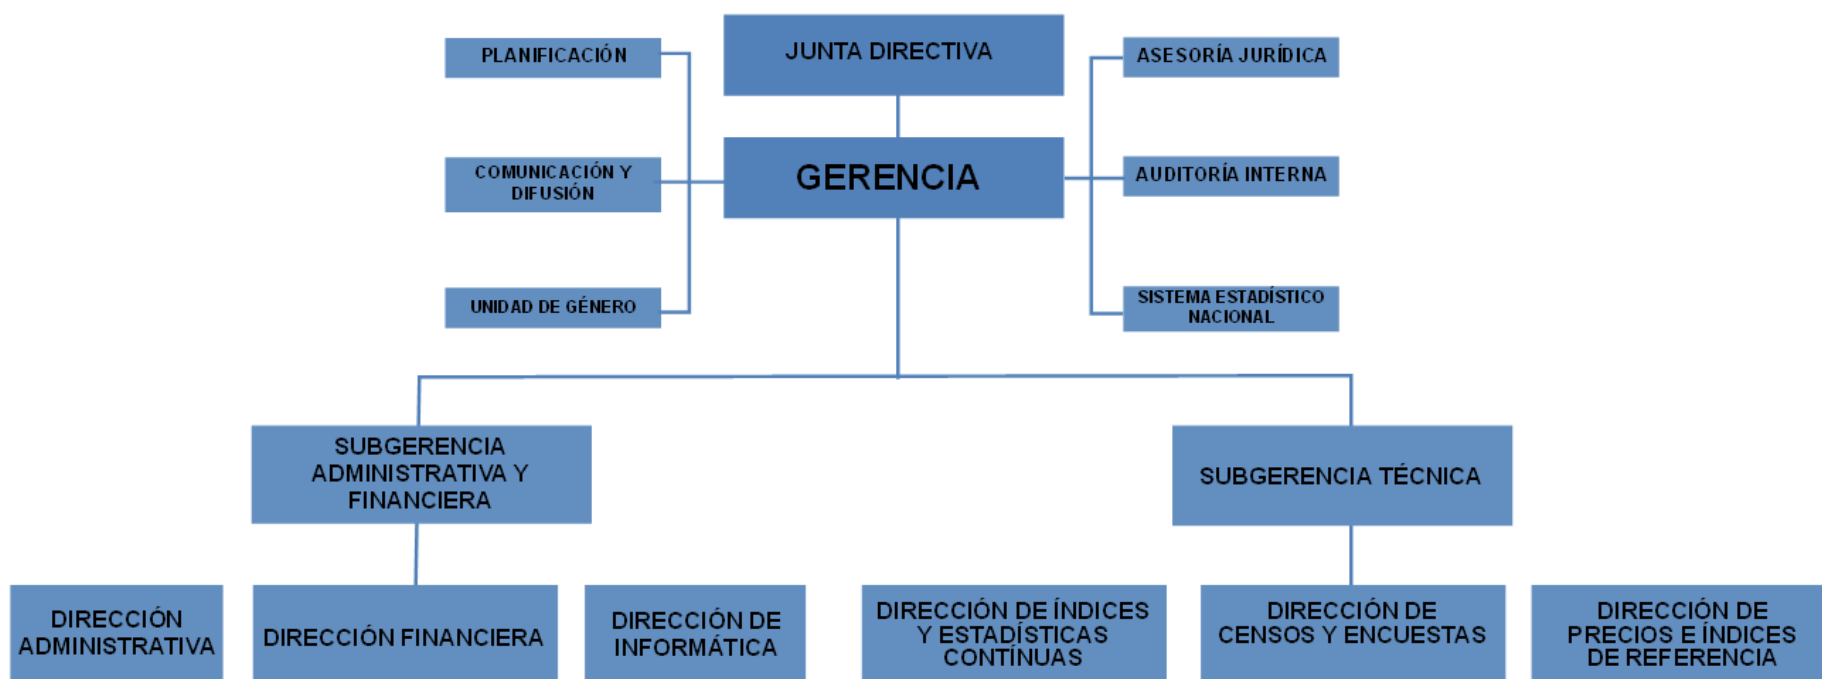 JUNTA DIRECTIVA
PLANIFICACIÓN
ASESORÍA JURÍDICA
COMUNICACIÓN Y
DIFUSIÓN
GERENCIA
AUDITORÍA INTERNA
UNIDAD DE GÉNERO
SISTEMA ESTADÍSTICO
NACIONAL
SUBGERENCIA
ADMINISTRATIVA Y
FINANCIERA
SUBGERENCIA TÉCNICA
DIRECCIÓN
ADMINISTRATIVA
DIRECCIÓN FINANCIERA
DIRECCIÓN DE
INFORMÁTICA
DIRECCIÓN DE ÍNDICES
Y ESTADÍSTICAS
CONTÍNUAS
DIRECCIÓN DE
CENSOS Y ENCUESTAS
DIRECCIÓN DE
PRECIOS E ÍNDICES
DE REFERENCIA